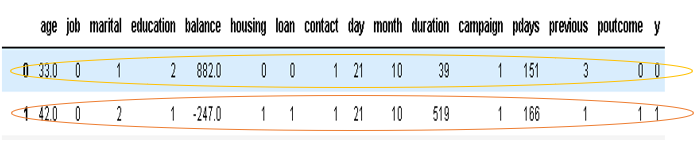 age job marital education balance housing loan contact day month duration campaign pdays previous poutcome y
0 33.0 0 1 2 882.0 0 0 1 21 10 39 1 151 3 0 0
1 42.0 0 2 1 -247.0 1 1 1 21 10 519 1 166 1 1 1